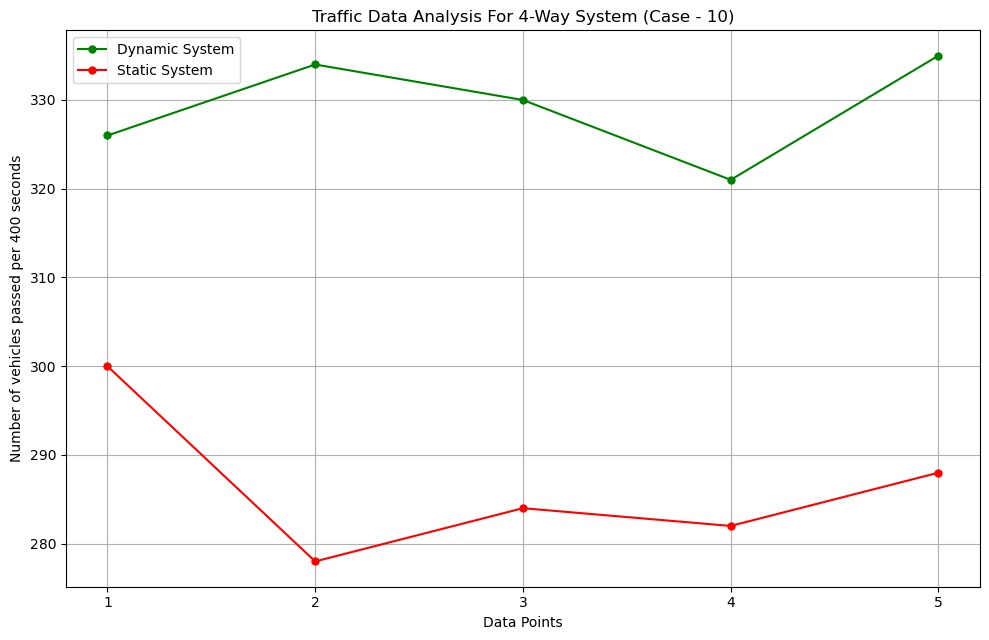 Traffic Data Analysis For 4-Way System (Case - 10)
Dynamic System
Static System
Number of vehicles passed per 400 seconds
330
320
310
300
290
280
1 2 3 4 5
Data Points